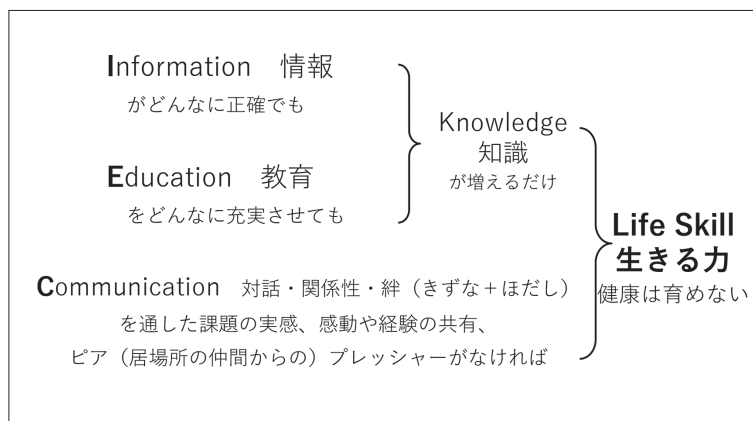 Information　情報
がどんなに正確でも
Education　教育
をどんなに充実させても
Knowledge
知識
が増えるだけ
Communication　対話・関係性・絆（きずな＋ほだし）
を通した課題の実感、感動や経験の共有、
ピア（居場所の仲間からの）プレッシャーがなければ
Life Skill
生きる力
健康は育めない